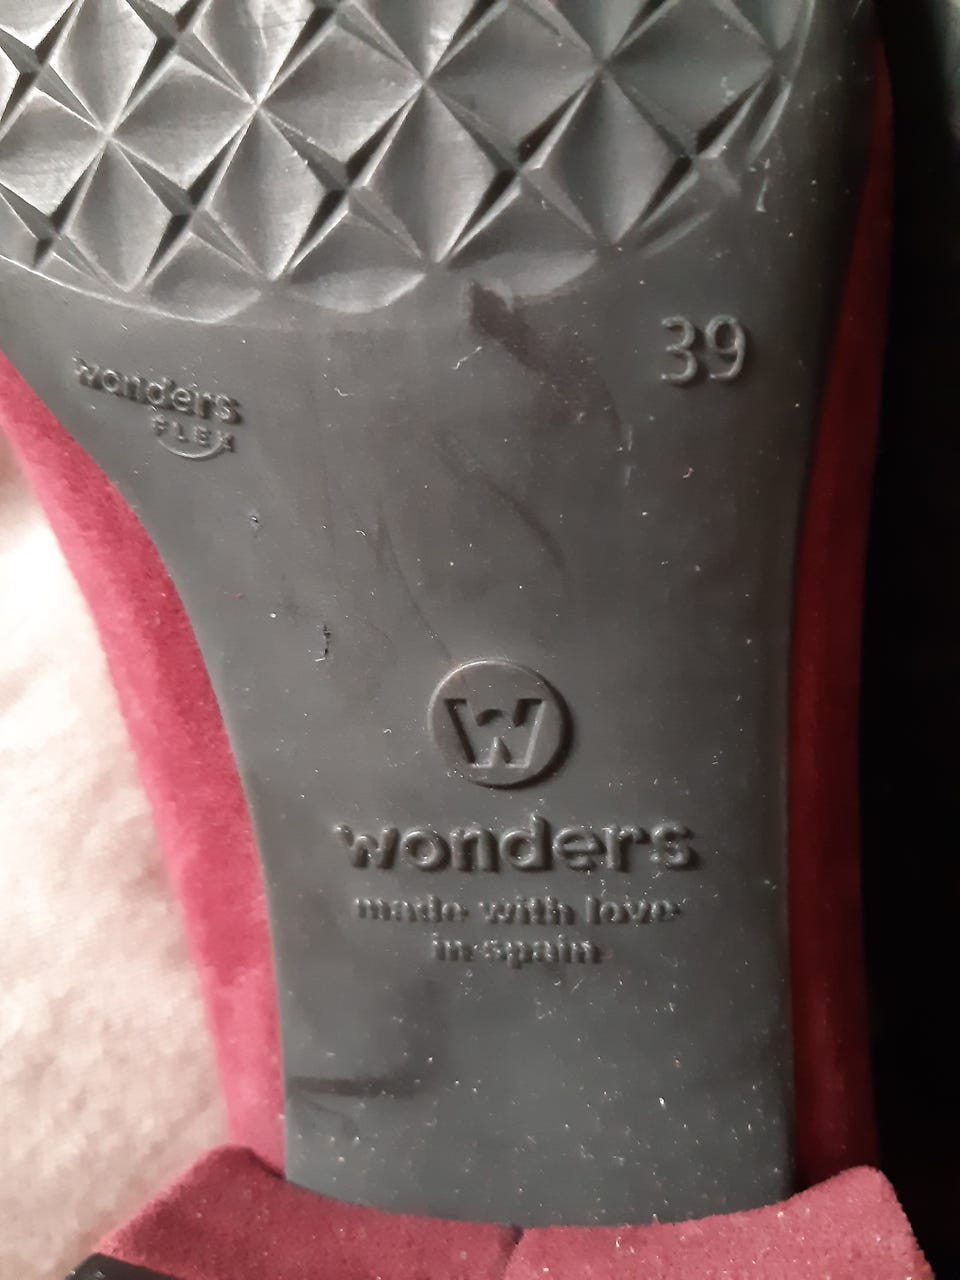 39
wonders
FLEX
W
wonders
made with love
in spain